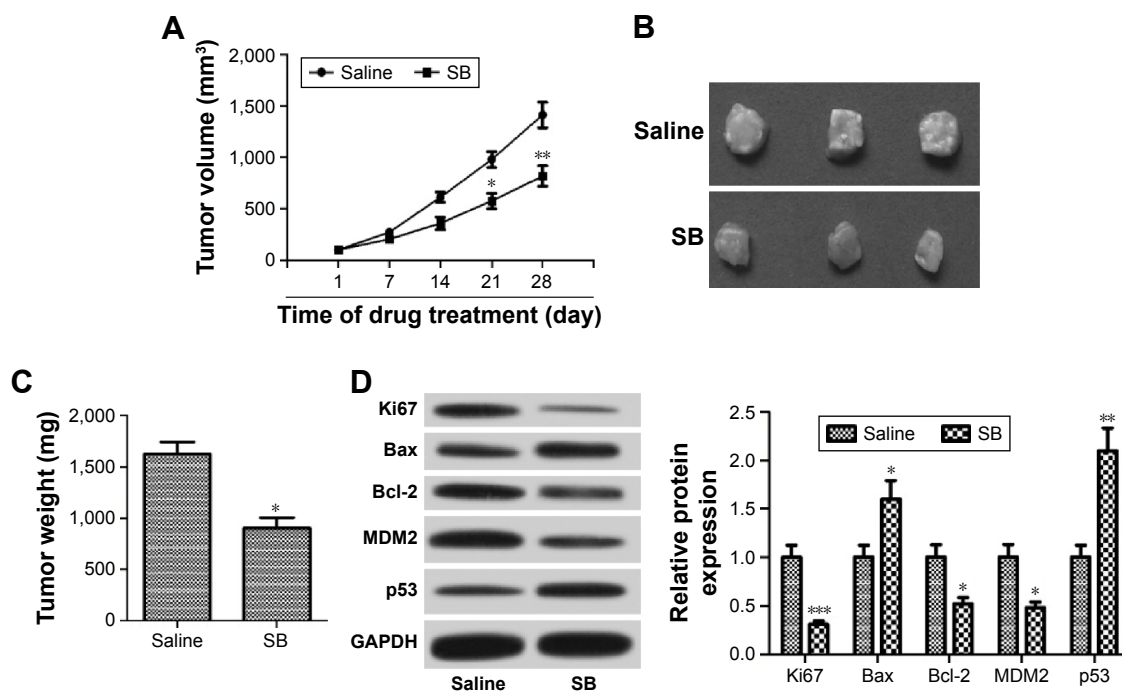 A
Tumor volume (mm³)
2,000
1,500
1,000
500
0
Saline SB
*
**
1 7 14 21 28
Time of drug treatment (day)
B
Saline
SB
C
Tumor weight (mg)
2,000
1,500
1,000
500
0
*
Saline SB
D
Ki67
Bax
Bcl-2
MDM2
p53
GAPDH
Saline SB
Relative protein
expression
2.5
2.0
1.5
1.0
0.5
0.0
Saline SB
***
*
*
*
**
Ki67 Bax Bcl-2 MDM2 p53